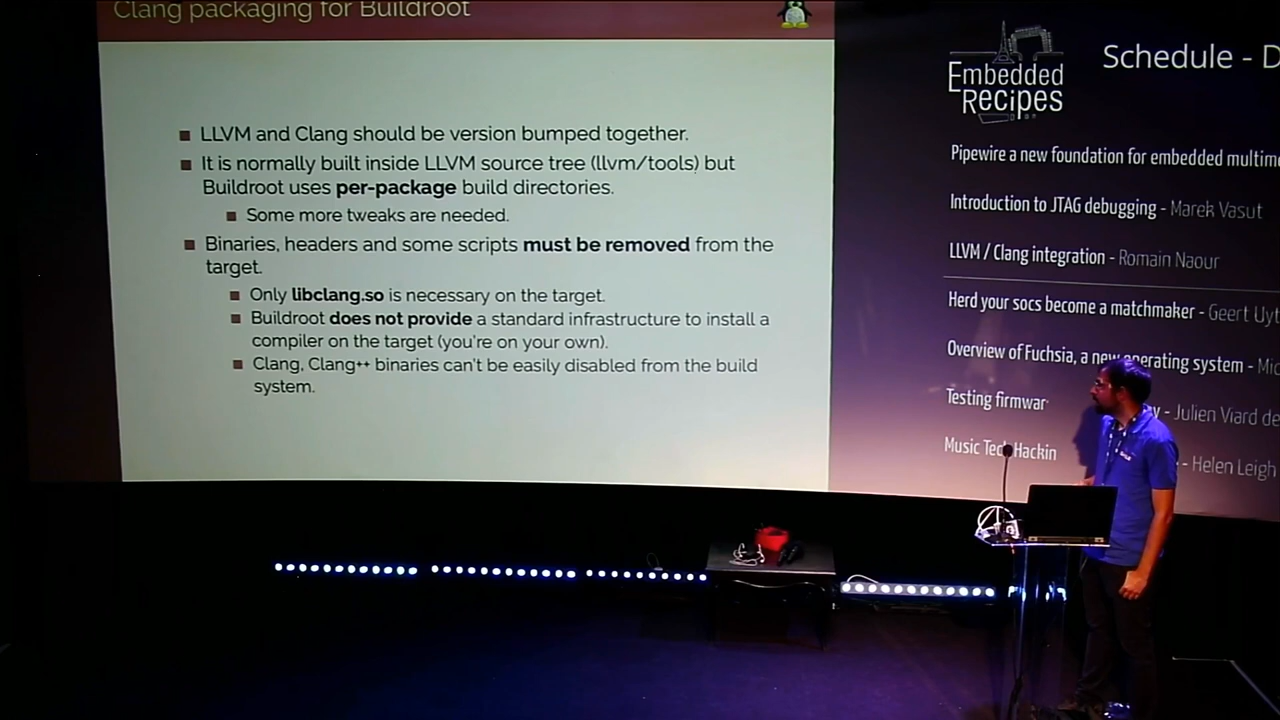 Clang packaging for Buildroot
LLVM and Clang should be version bumped together.
It is normally built inside LLVM source tree (llvm/tools) but
Buildroot uses per-package build directories.
Some more tweaks are needed.
Binaries, headers and some scripts must be removed from the
target.
Only libclang.so is necessary on the target.
Buildroot does not provide a standard infrastructure to install a
compiler on the target (you're on your own).
Clang, Clang++ binaries can't be easily disabled from the build
system.
Embedded
Recipes
Schedule - D
Pipewire a new foundation for embedded multime
Introduction to JTAG debugging - Marek Vasut
LLVM / Clang integration - Romain Naour
Herd your socs become a matchmaker - Geert Uyt
Overview of Fuchsia, a new operating system - Mic
Testing firmwar y - Julien Viard de
Music Tech Hackin - Helen Leigh